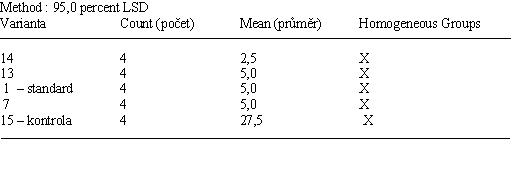 Method : 95,0 percent LSD
Varianta Count (počet) Mean (průměr) Homogeneous Groups
14 4 2,5 X
13 4 5,0 X
1 – standard 4 5,0 X
7 4 5,0 X
15 – kontrola 4 27,5 X